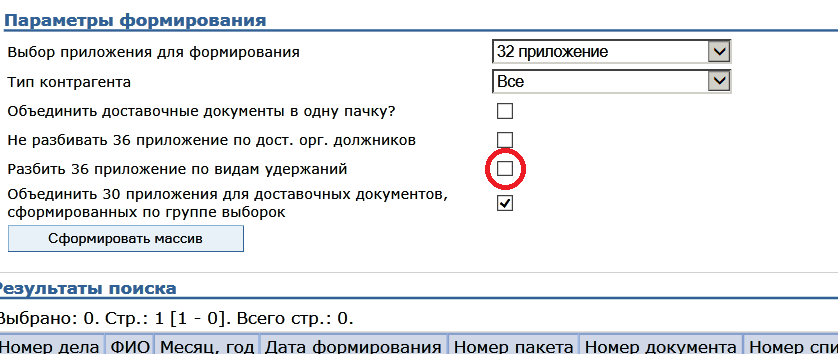 Параметры формирования
Выбор приложения для формирования
32 приложение
Тип контрагента
Все
Объединить доставочные документы в одну пачку?
Не разбивать 36 приложение по дост. орг. должников
Разбить 36 приложение по видам удержаний
Объединить 30 приложения для доставочных документов,
сформированных по группе выборок
Сформировать массив
Результаты поиска
Выбрано: 0. Стр.: 1 [1 - 0]. Всего стр.: 0.
Номер дела ФИО Месяц, год Дата формирования Номер пакета Номер документа Номер спи